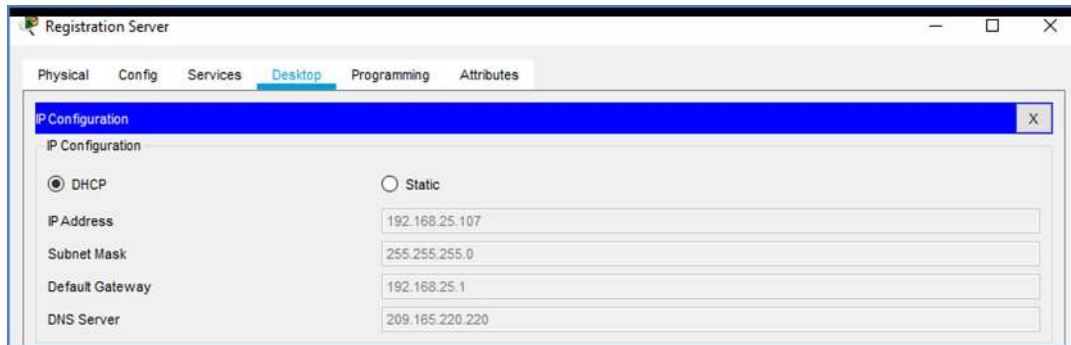 Registration Server
Physical Config Services Desktop Programming Attributes
IP Configuration X
IP Configuration
DHCP Static
IP Address 192.168.25.107
Subnet Mask 255.255.255.0
Default Gateway 192.168.25.1
DNS Server 209.165.220.220